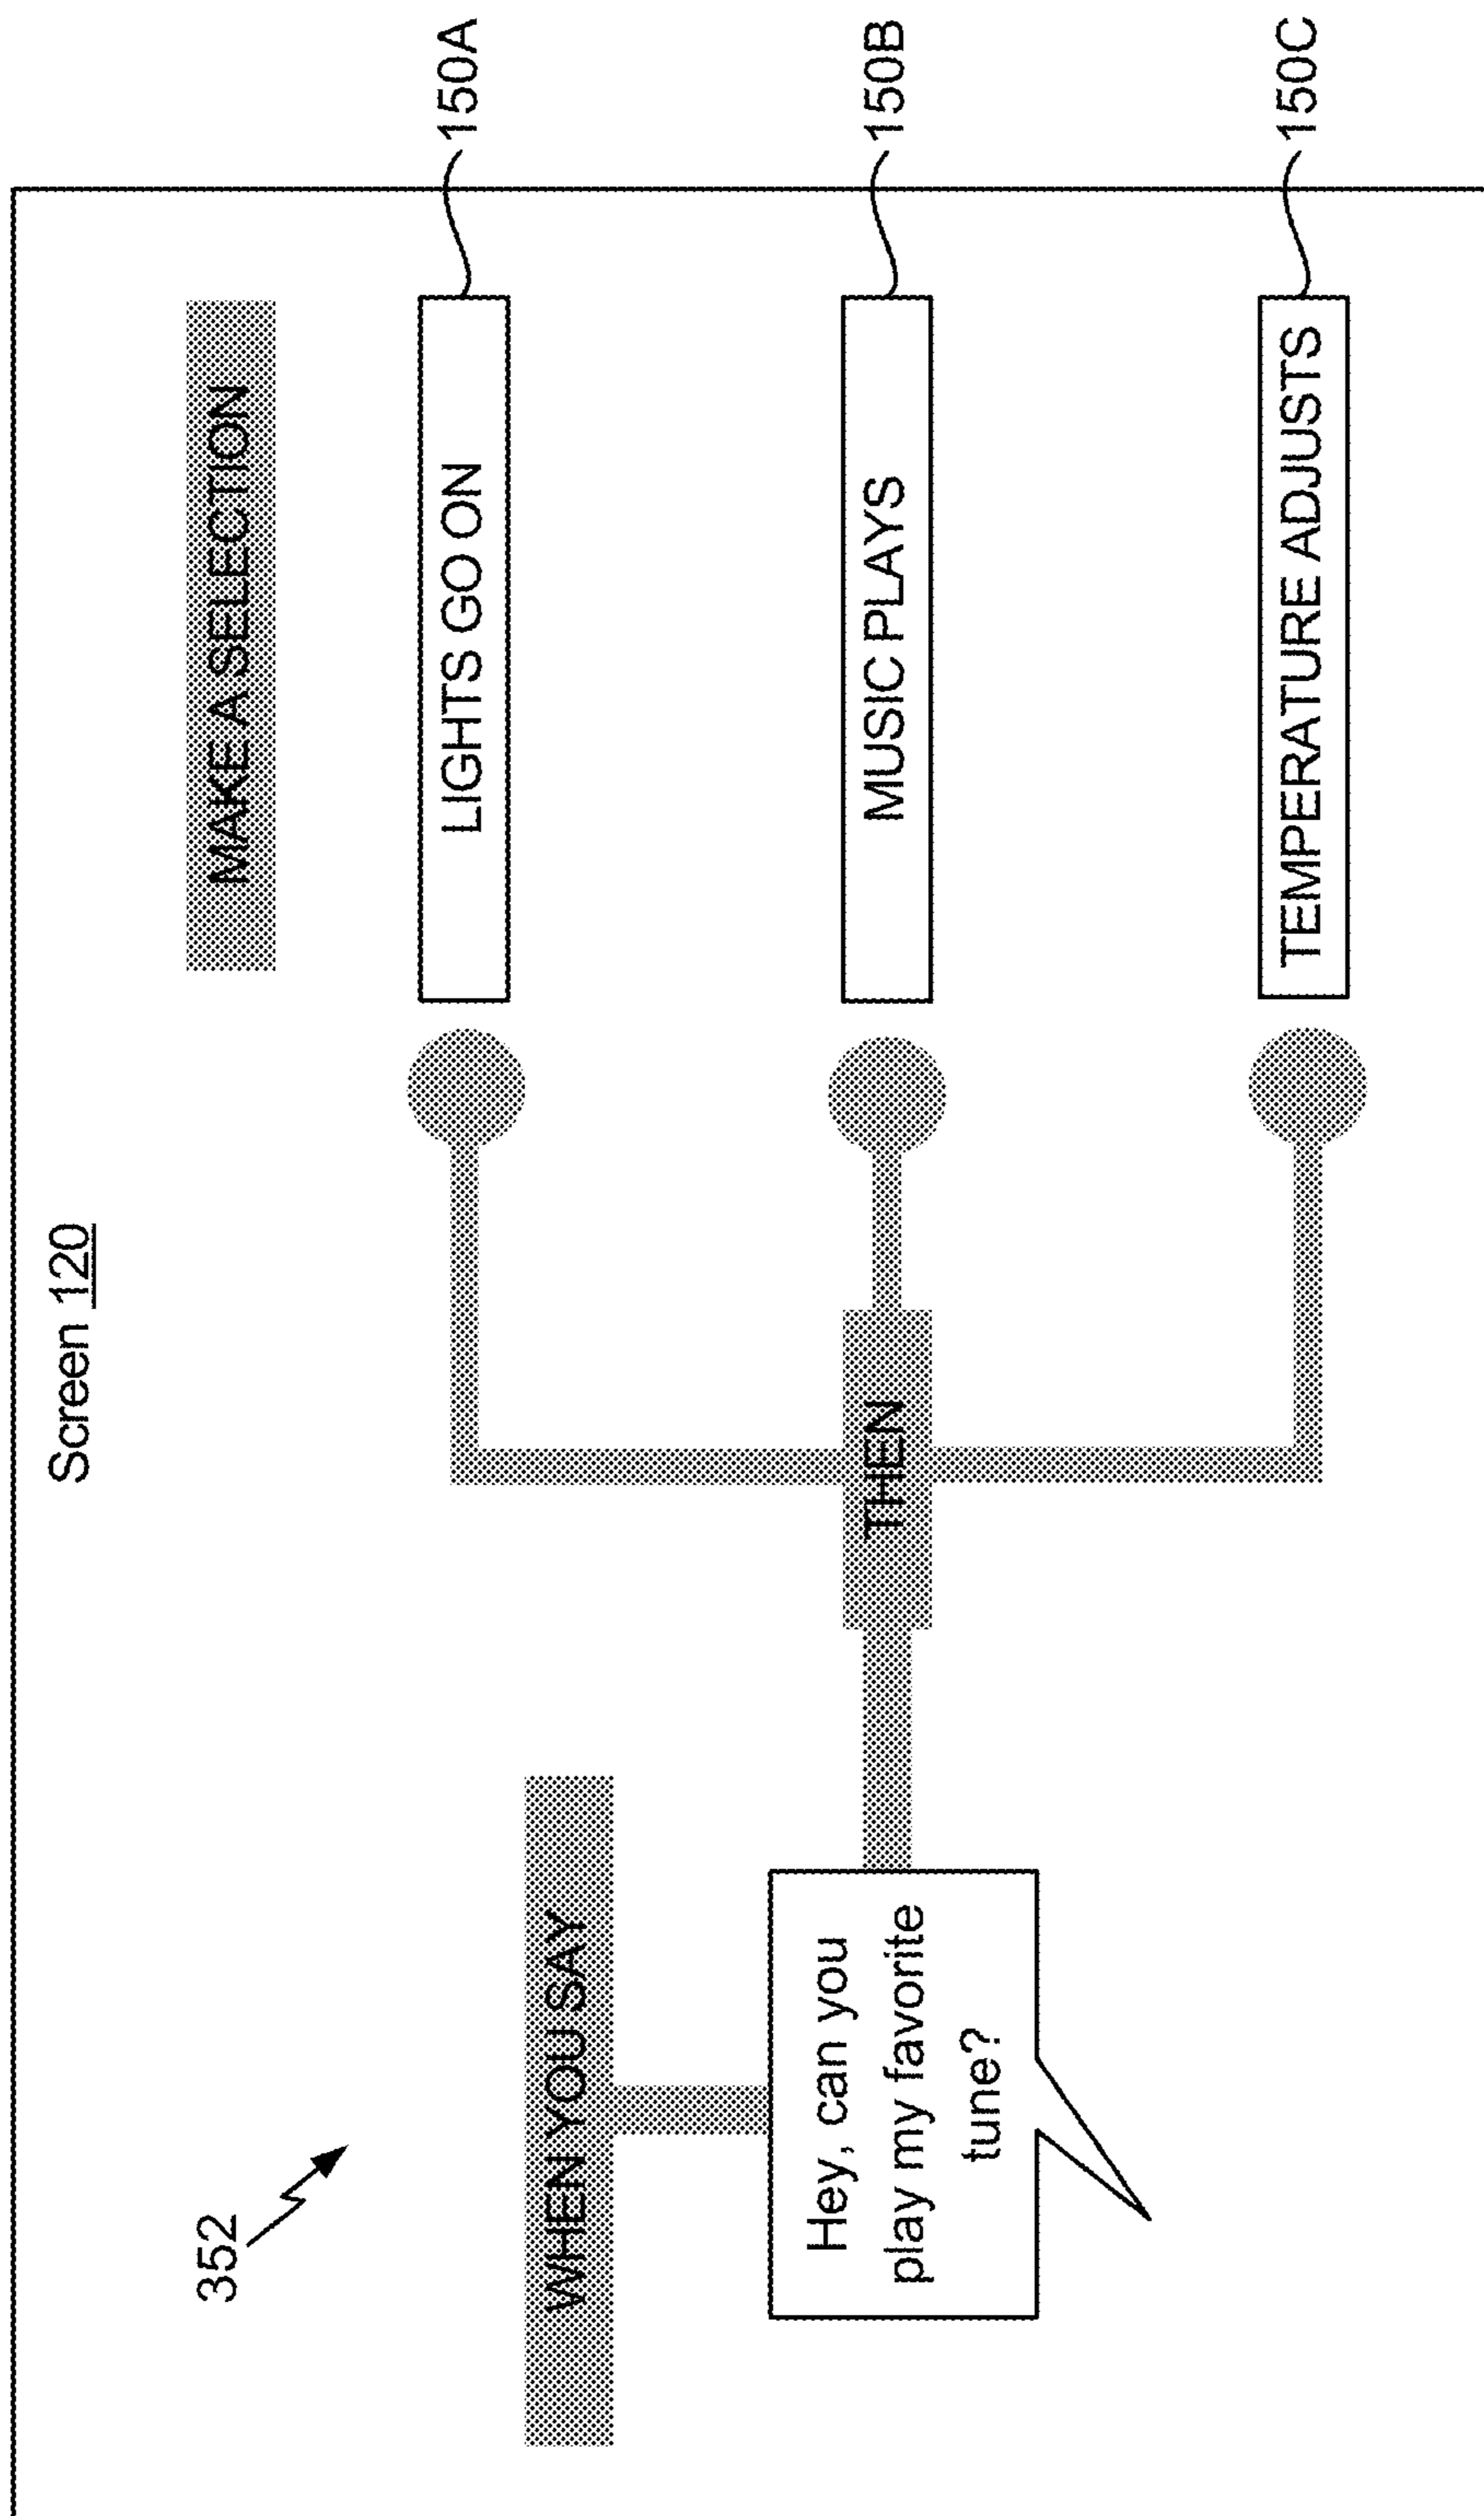 Screen 120
352
MAKE A SELECTION
WHEN YOU SAY
Hey, can you
play my favorite
tune?
THEN
LIGHTS GO ON
150A
MUSIC PLAYS
150B
TEMPERATURE ADJUSTS
150C